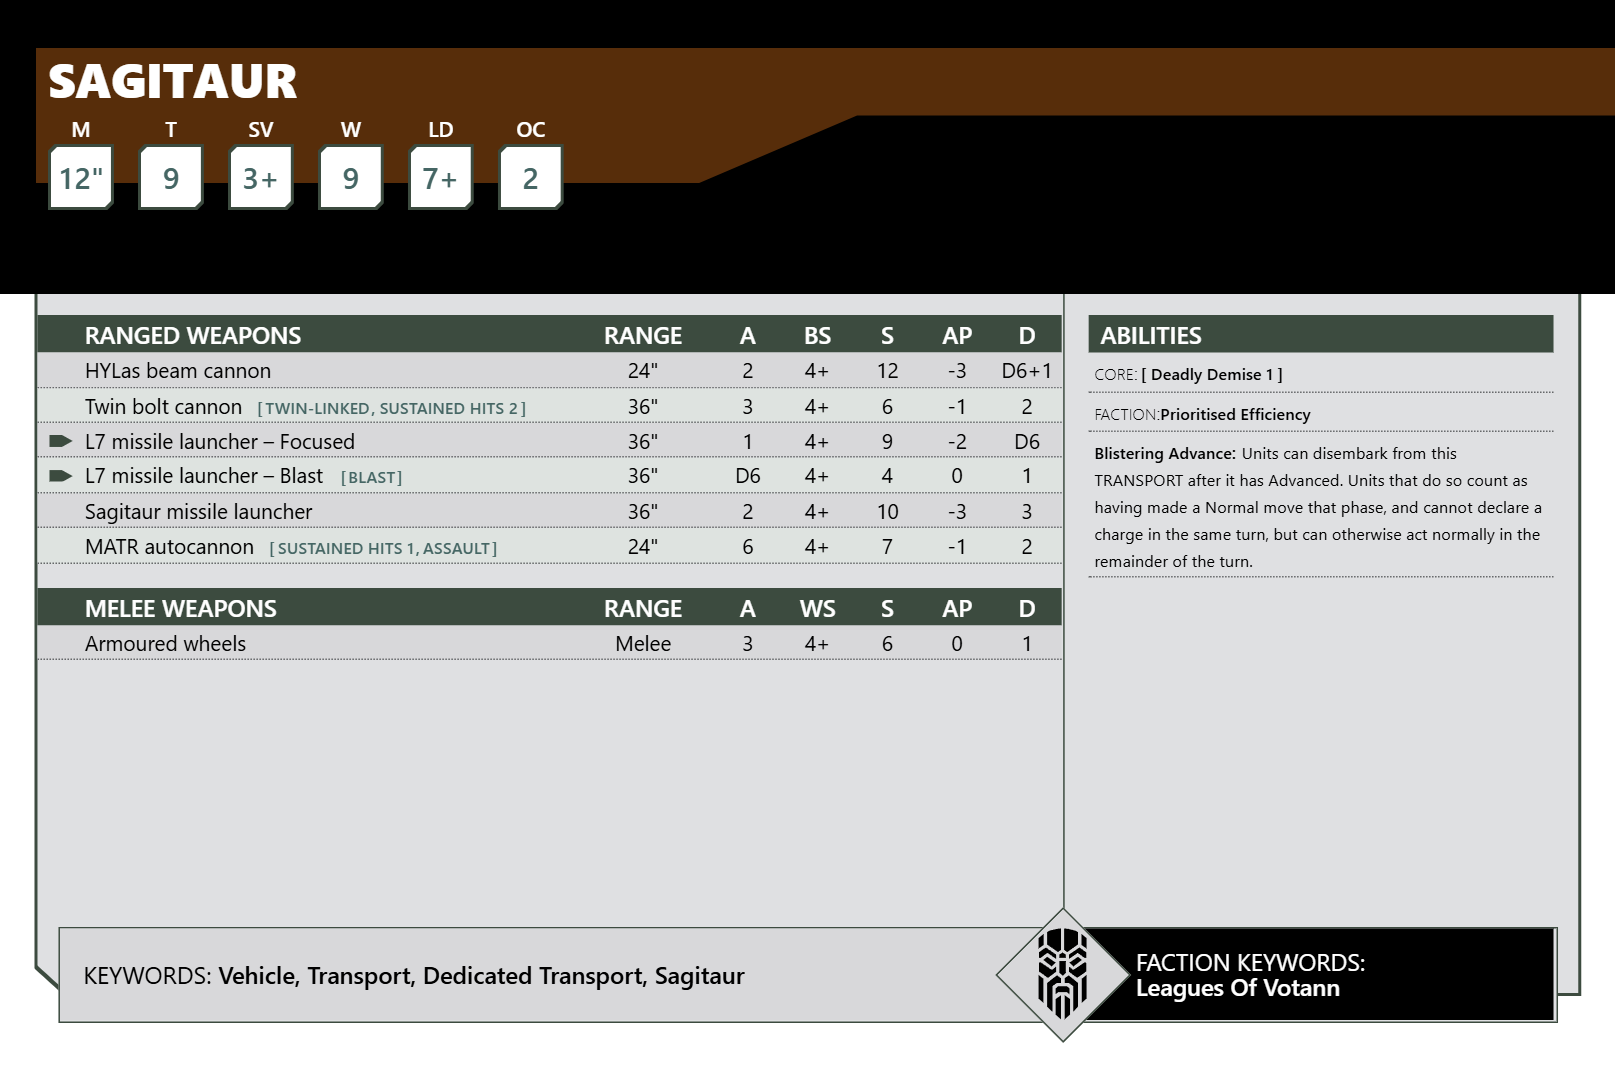 SAGITAUR
M T SV W LD OC
12" 9 3+ 9 7+ 2
RANGED WEAPONS RANGE A BS S AP D
HYLas beam cannon 24" 2 4+ 12 -3 D6+1
Twin bolt cannon [TWIN-LINKED, SUSTAINED HITS 2] 36" 3 4+ 6 -1 2
L7 missile launcher – Focused 36" 1 4+ 9 -2 D6
L7 missile launcher – Blast [BLAST] 36" D6 4+ 4 0 1
Sagitaur missile launcher 36" 2 4+ 10 -3 3
MATR autocannon [SUSTAINED HITS 1, ASSAULT] 24" 6 4+ 7 -1 2
MELEE WEAPONS RANGE A WS S AP D
Armoured wheels Melee 3 4+ 6 0 1
ABILITIES
CORE: [ Deadly Demise 1 ]
FACTION:Prioritised Efficiency
Blistering Advance: Units can disembark from this
TRANSPORT after it has Advanced. Units that do so count as
having made a Normal move that phase, and cannot declare a
charge in the same turn, but can otherwise act normally in the
remainder of the turn.
KEYWORDS: Vehicle, Transport, Dedicated Transport, Sagitaur
FACTION KEYWORDS:
Leagues Of Votann